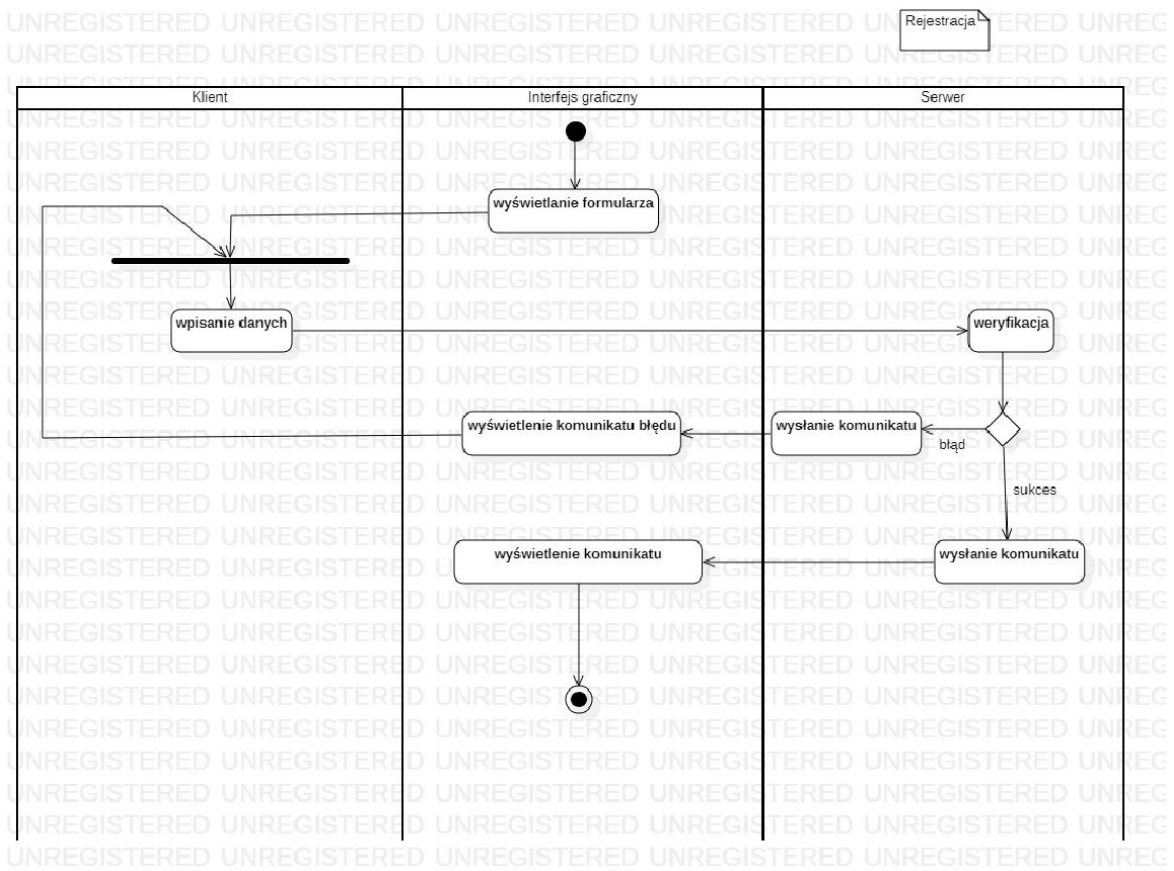 Rejestracja
Klient
Interfejs graficzny
Serwer
wyświetlanie formularza
wpisanie danych
weryfikacja
wyświetlenie komunikatu błędu
wysłanie komunikatu
błąd
sukces
wyświetlenie komunikatu
wysłanie komunikatu
UNREGISTERED